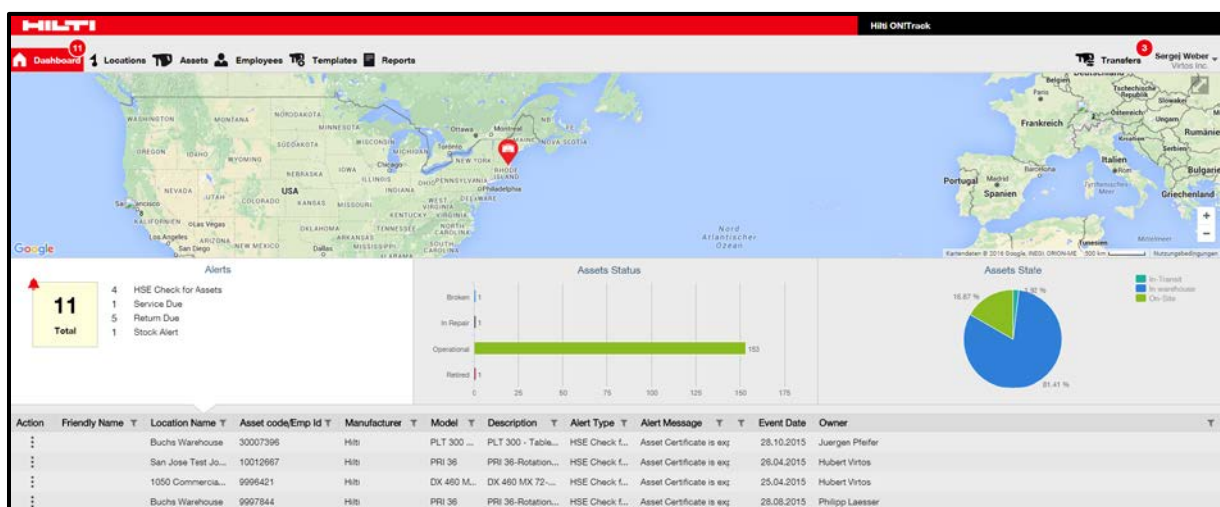 HILTI
Hilti ON!Track
11
3
Dashboard Locations Assets Employees Templates Reports
Transfers
Sergej Weber
Virtos Inc.
WASHINGTON
MONTANA
NORDDAKOTA
MINNESOTA
Ottawa
Montreal
NB
PE
MAINE
NOVA SCOTIA
OREGON
IDAHO
WYOMING
SÜDDAKOTA
WISCONSIN
MICHIGAN
Toronto
NEW YORK
RHODE
ISLAND
NEBRASKA
IOWA
Chicago
ILLINOIS
INDIANA
OHIO
PENNSYLVANIA
Philadelphia
NEVADA
UTAH
COLORADO
USA
KANSAS
MISSOURI
WEST
VIRGINIA
DELAWARE
KENTUCKY
VIRGINIA
San Francisco
KALIFORNIEN
Las Vegas
OKLAHOMA
TENNESSEE
NORTH
CAROLINA
Los Angeles
ARIZONA
ARKANSAS
San Diego
NEW MEXICO
Dallas
MISSISSIPPI
SOUTH
CAROLINA
ALABAMA
Nord
Atlantischer
Ozean
Belgien
Deutschland
Paris
Tschechische
Republik
Slowakei
Frankreich
Österreich
Ungarn
Rumänie
Kroatien
Serbien
Italien
Rom
Bulgarie
Portugal
Madrid
Spanien
Barcelona
Tyrrhenisches
Meer
Griechenland
Tunesien
Mittelmeer
+
−
Google
Kartendaten © 2016 Google, INEGI, ORION-ME
500 km
Nutzungsbedingungen
Alerts
11
Total
4 HSE Check for Assets
1 Service Due
5 Return Due
1 Stock Alert
Assets Status
Broken 1
In Repair 1
Operational 153
Retired 1
0 25 50 75 100 125 150 175
Assets State
16.67 %
1.92 %
81.41 %
In-Transit
In warehouse
On-Site
Action Friendly Name Location Name Asset code/Emp Id Manufacturer Model Description Alert Type Alert Message Event Date Owner
Buchs Warehouse 30007396 Hilti PLT 300 ... PLT 300 - Table... HSE Check f... Asset Certificate is exp 28.10.2015 Juergen Pfeifer
San Jose Test Jo... 10012667 Hilti PRI 36 PRI 36-Rotation... HSE Check f... Asset Certificate is exp 26.04.2015 Hubert Virtos
1050 Commercia... 9996421 Hilti DX 460 M... DX 460 MX 72-... HSE Check f... Asset Certificate is exp 25.04.2015 Hubert Virtos
Buchs Warehouse 9997844 Hilti PRI 36 PRI 36-Rotation... HSE Check f... Asset Certificate is exp 28.08.2015 Philipp Laesser